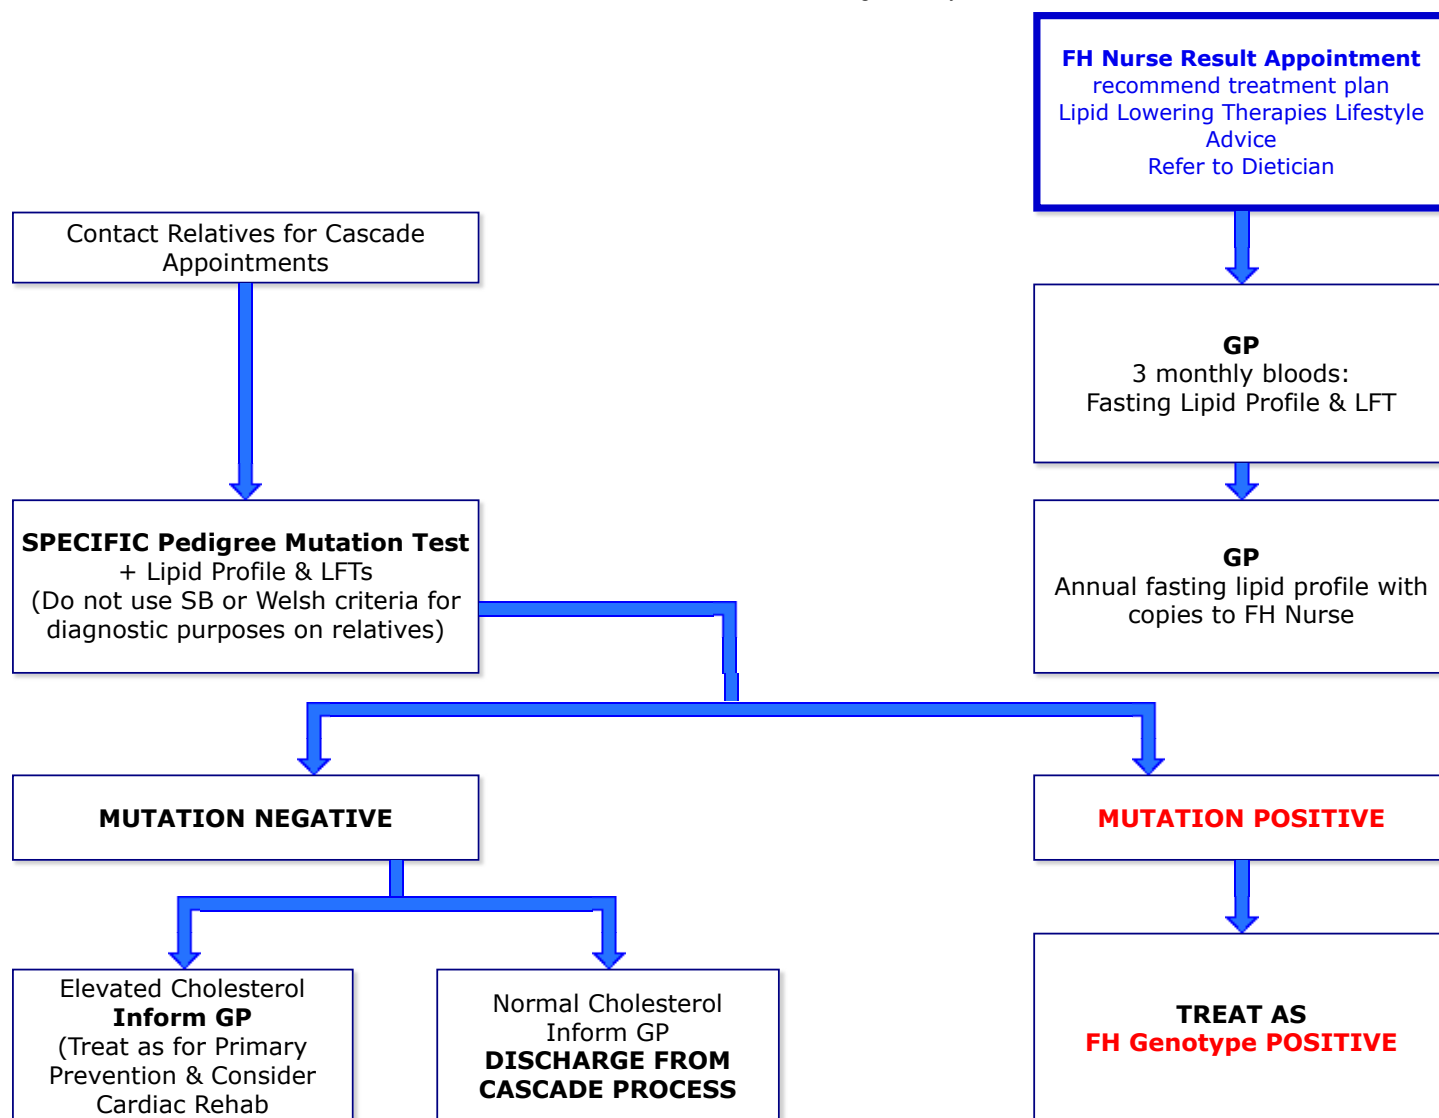 FH Nurse Result Appointment
recommend treatment plan
Lipid Lowering Therapies Lifestyle
Advice
Refer to Dietician
Contact Relatives for Cascade
Appointments
GP
3 monthly bloods:
Fasting Lipid Profile & LFT
SPECIFIC Pedigree Mutation Test
+ Lipid Profile & LFTs
(Do not use SB or Welsh criteria for
diagnostic purposes on relatives)
GP
Annual fasting lipid profile with
copies to FH Nurse
MUTATION NEGATIVE
MUTATION POSITIVE
Elevated Cholesterol
Inform GP
(Treat as for Primary
Prevention & Consider
Cardiac Rehab
Normal Cholesterol
Inform GP
DISCHARGE FROM
CASCADE PROCESS
TREAT AS
FH Genotype POSITIVE